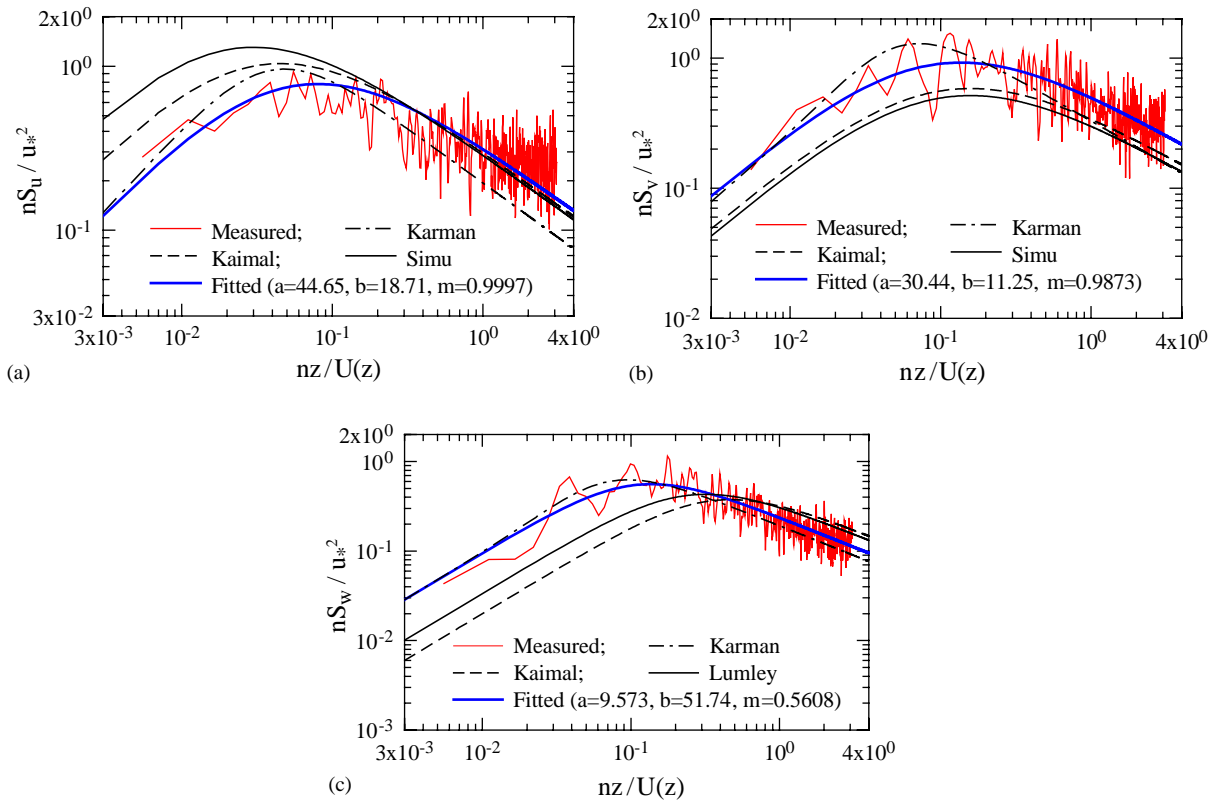 2x10⁰
10⁰
10⁻¹
3x10⁻²
nSᵤ / u*²
Measured; Karman
Kaimal; Simu
Fitted (a=44.65, b=18.71, m=0.9997)
3x10⁻³ 10⁻² 10⁻¹ 10⁰ 4x10⁰
(a) nz/U(z)
2x10⁰
10⁰
10⁻¹
10⁻²
nSᵥ / u*²
Measured; Karman
Kaimal; Simu
Fitted (a=30.44, b=11.25, m=0.9873)
3x10⁻³ 10⁻² 10⁻¹ 10⁰ 4x10⁰
(b) nz/U(z)
2x10⁰
10⁰
10⁻¹
10⁻²
10⁻³
nS_w / u*²
Measured; Karman
Kaimal; Lumley
Fitted (a=9.573, b=51.74, m=0.5608)
3x10⁻³ 10⁻² 10⁻¹ 10⁰ 4x10⁰
(c) nz/U(z)